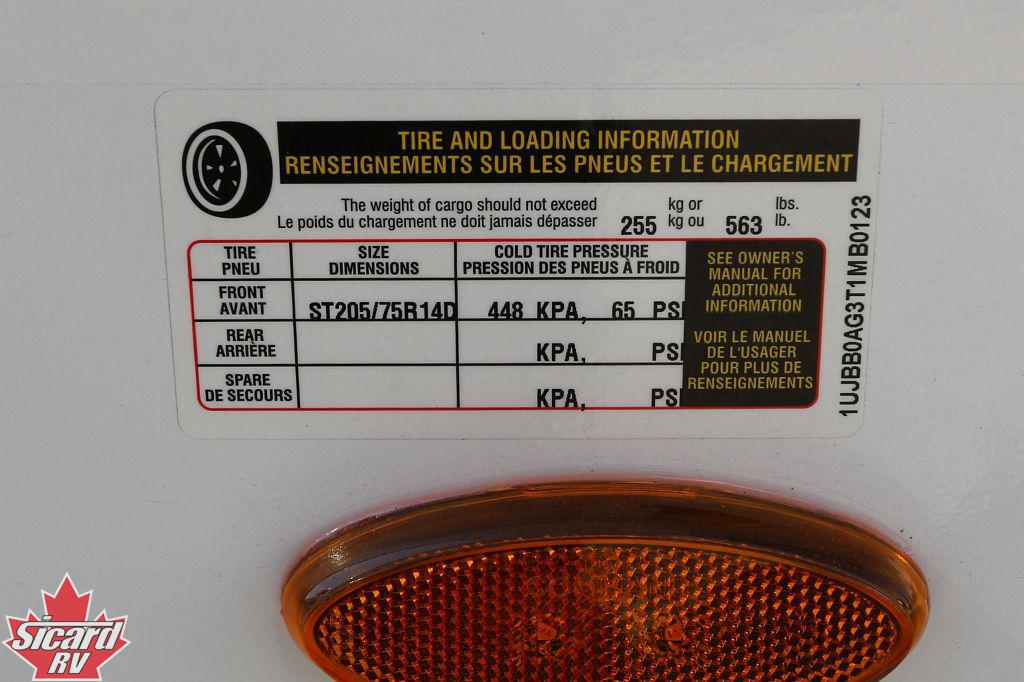 TIRE AND LOADING INFORMATION
RENSEIGNEMENTS SUR LES PNEUS ET LE CHARGEMENT
The weight of cargo should not exceed
Le poids du chargement ne doit jamais dépasser
255 kg or
kg ou
563 lbs.
lb.
TIRE
PNEU
SIZE
DIMENSIONS
COLD TIRE PRESSURE
PRESSION DES PNEUS À FROID
FRONT
AVANT
ST205/75R14D 448 KPA, 65 PSI
REAR
ARRIÈRE
KPA, PSI
SPARE
DE SECOURS
KPA, PSI
SEE OWNER'S
MANUAL FOR
ADDITIONAL
INFORMATION
VOIR LE MANUEL
DE L'USAGER
POUR PLUS DE
RENSEIGNEMENTS
1UJBB0AG3T1MB0123
Sicard
RV